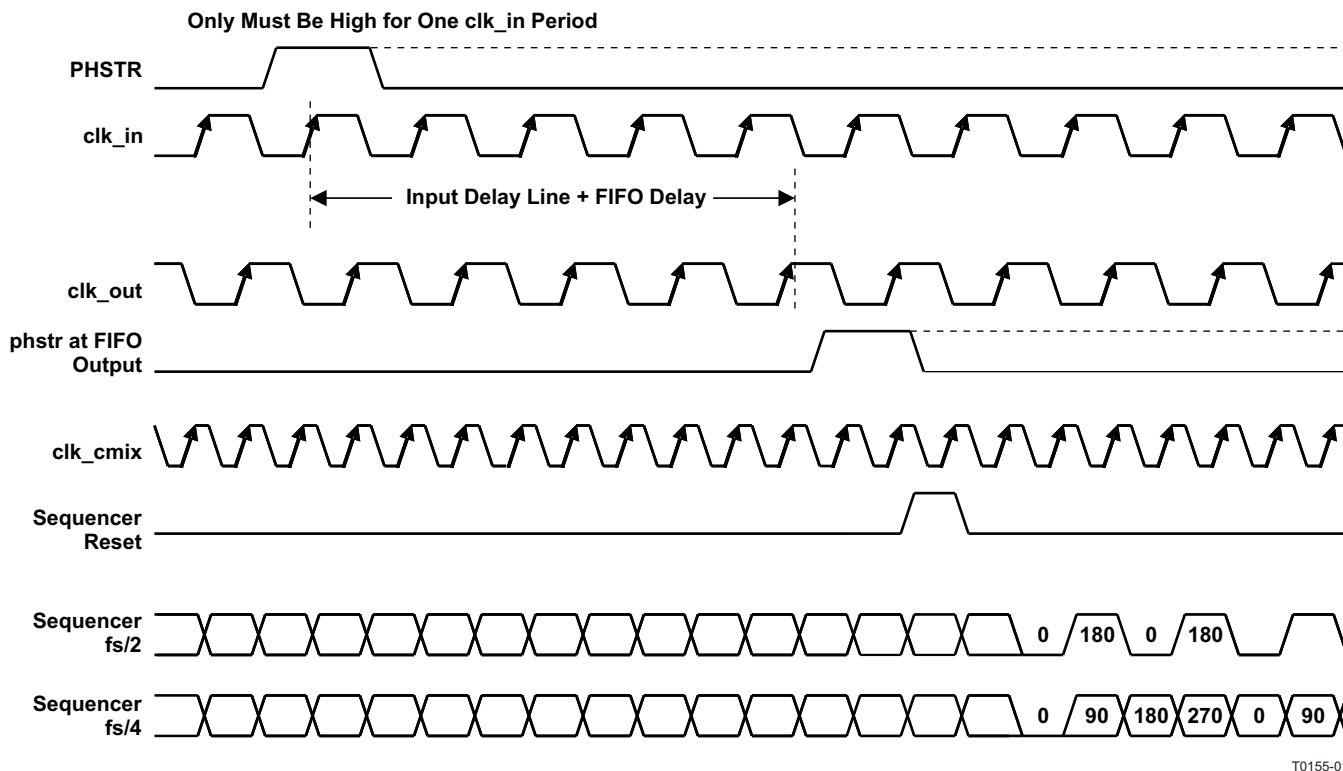 Only Must Be High for One clk_in Period
PHSTR
clk_in
Input Delay Line + FIFO Delay
clk_out
phstr at FIFO
Output
clk_cmix
Sequencer
Reset
Sequencer
fs/2
0 180 0 180
Sequencer
fs/4
0 90 180 270 0 90